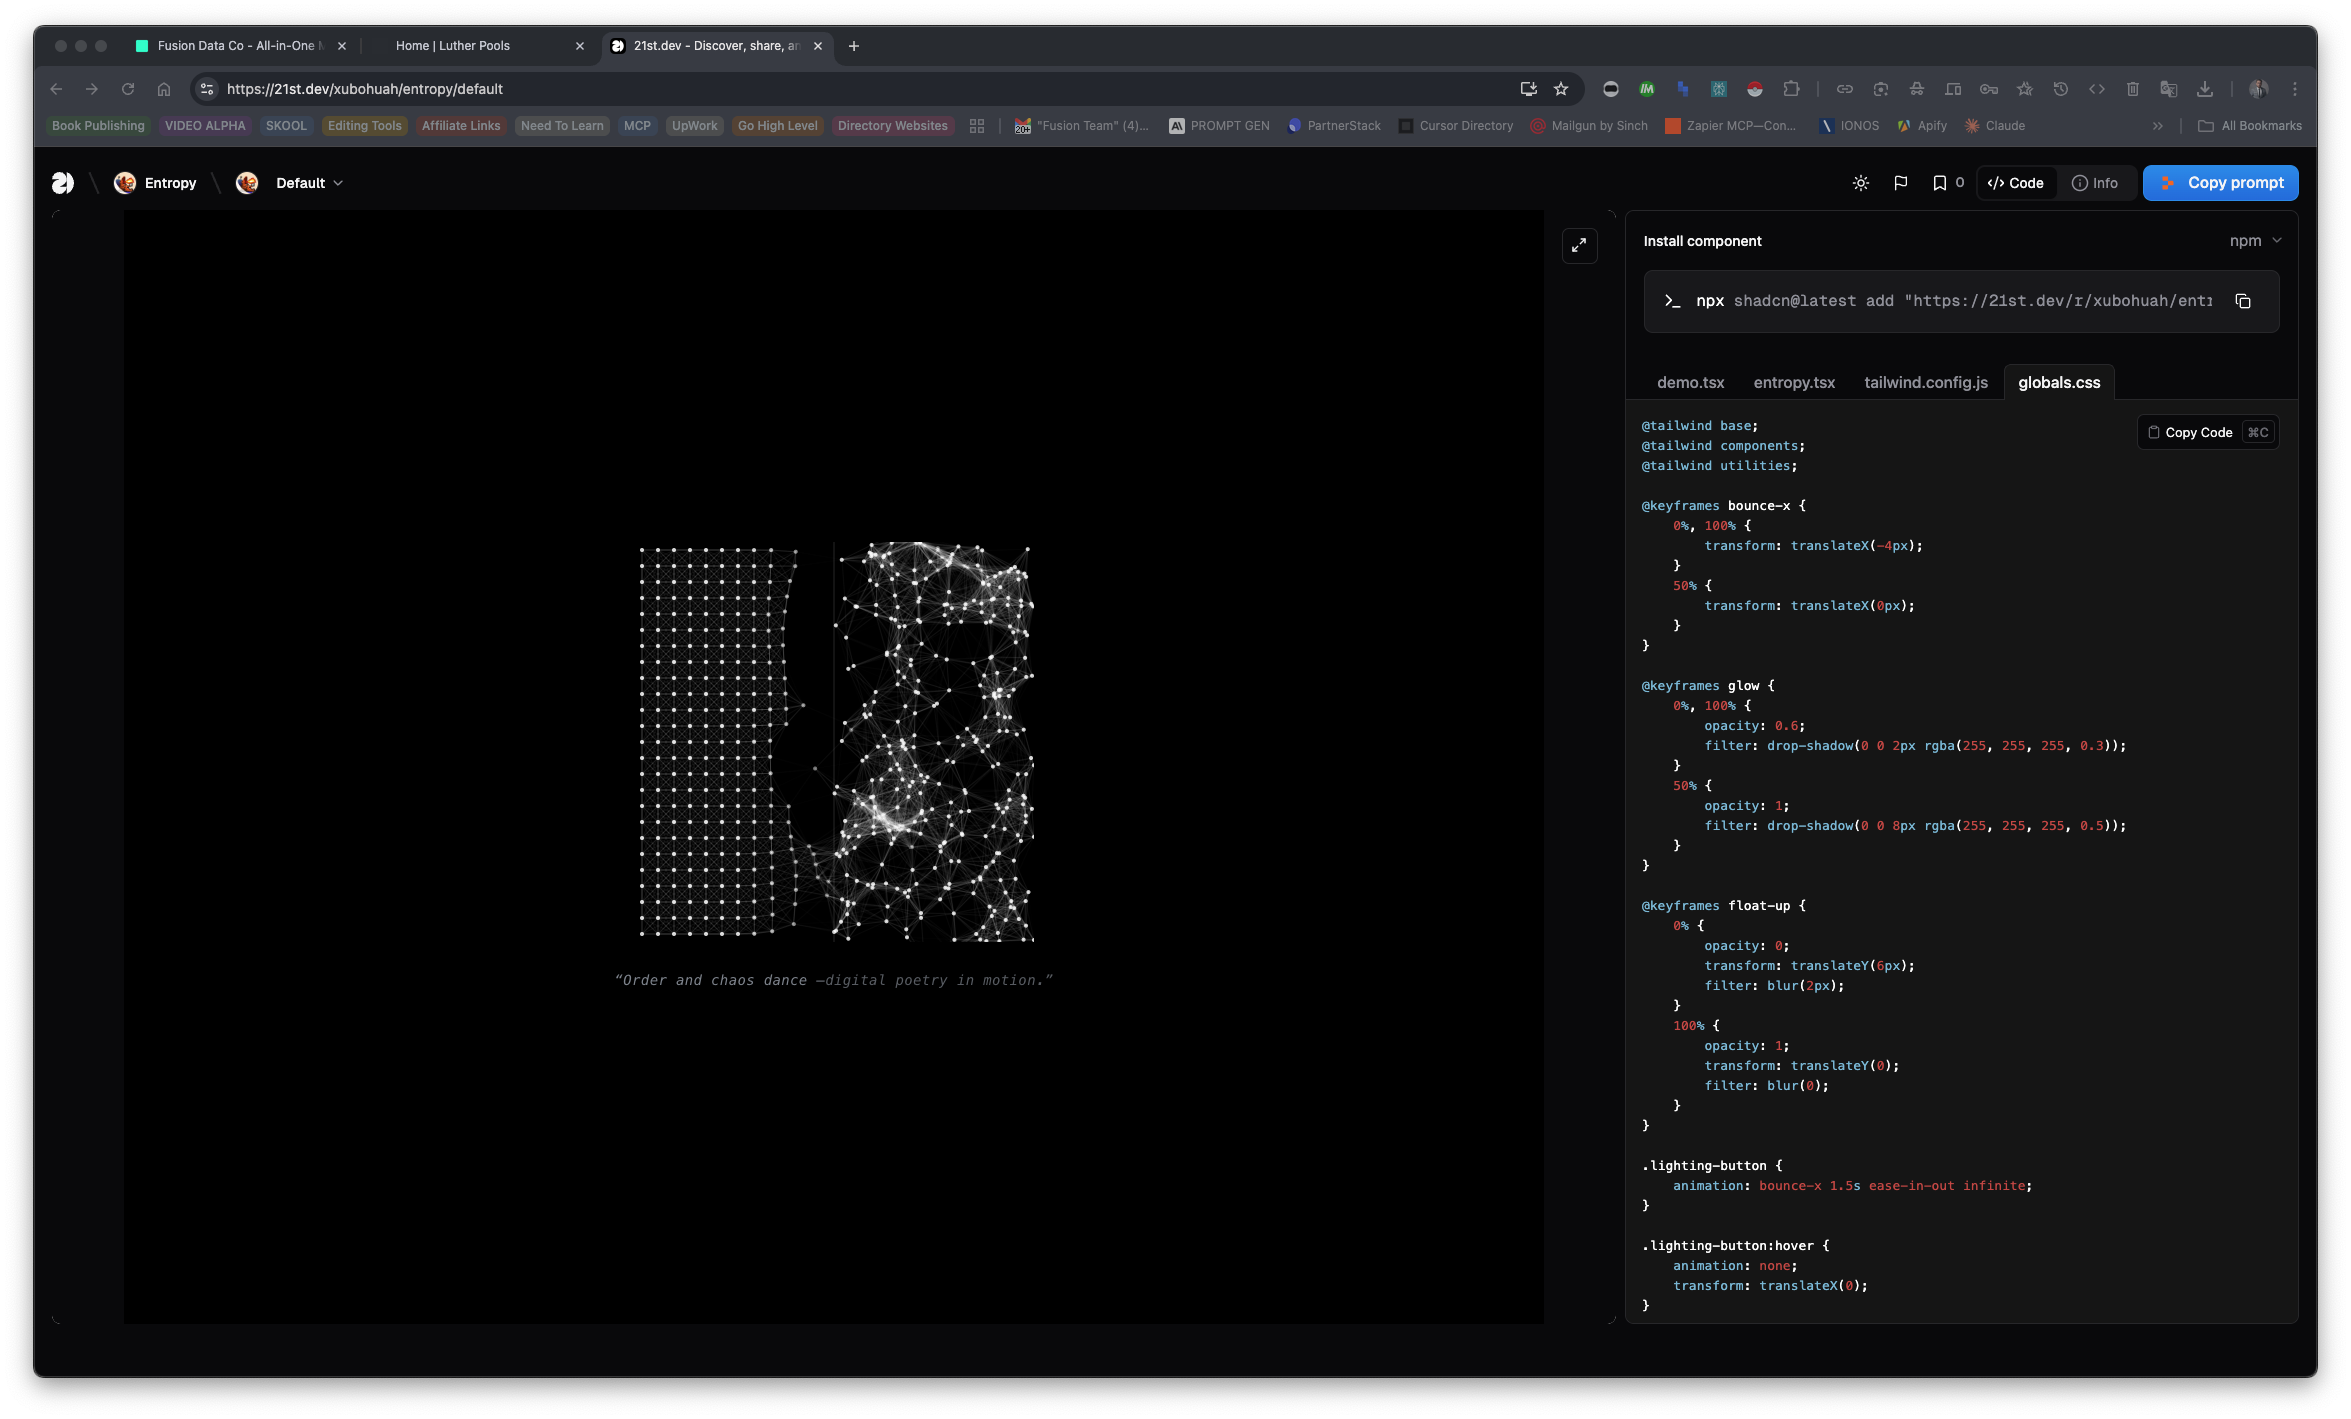 Fusion Data Co - All-in-One M
Home | Luther Pools
21st.dev - Discover, share, an
https://21st.dev/xubohuah/entropy/default
Book Publishing
VIDEO ALPHA
SKOOL
Editing Tools
Affiliate Links
Need To Learn
MCP
UpWork
Go High Level
Directory Websites
20+
"Fusion Team" (4)...
PROMPT GEN
PartnerStack
Cursor Directory
Mailgun by Sinch
Zapier MCP—Con...
IONOS
Apify
Claude
All Bookmarks
Entropy
Default
0
</> Code
Info
Copy prompt
Install component
npm
npx shadcn@latest add "https://21st.dev/r/xubohuah/entr
demo.tsx
entropy.tsx
tailwind.config.js
globals.css
Copy Code ⌘C
@tailwind base;
@tailwind components;
@tailwind utilities;
@keyframes bounce-x {
0%, 100% {
transform: translateX(-4px);
}
50% {
transform: translateX(0px);
}
}
@keyframes glow {
0%, 100% {
opacity: 0.6;
filter: drop-shadow(0 0 2px rgba(255, 255, 255, 0.3));
}
50% {
opacity: 1;
filter: drop-shadow(0 0 8px rgba(255, 255, 255, 0.5));
}
}
@keyframes float-up {
0% {
opacity: 0;
transform: translateY(6px);
filter: blur(2px);
}
100% {
opacity: 1;
transform: translateY(0);
filter: blur(0);
}
}
.lighting-button {
animation: bounce-x 1.5s ease-in-out infinite;
}
.lighting-button:hover {
animation: none;
transform: translateX(0);
}
“Order and chaos dance —digital poetry in motion.”